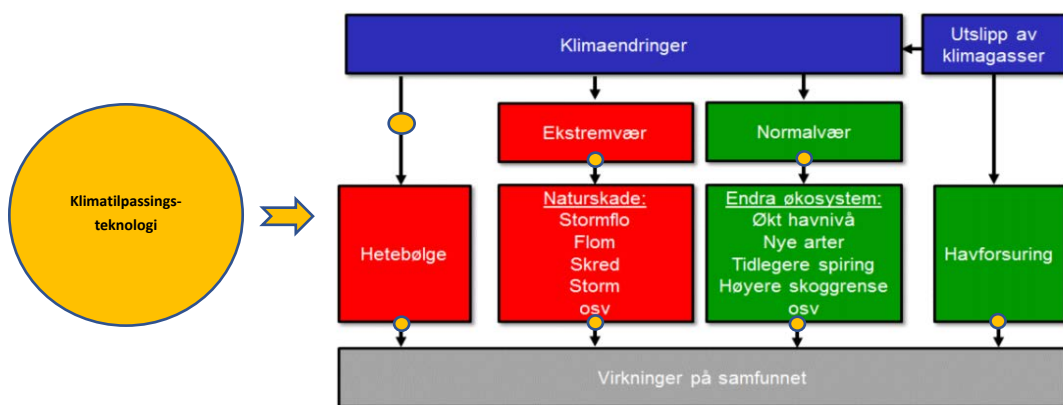 Klimaendringer
Utslipp av
klimagasser
Ekstremvær
Normalvær
Klimatilpassings-
teknologi
Hetebølge
Naturskade:
Stormflo
Flom
Skred
Storm
osv
Endra økosystem:
Økt havnivå
Nye arter
Tidlegere spiring
Høyere skoggrense
osv
Havforsuring
Virkninger på samfunnet